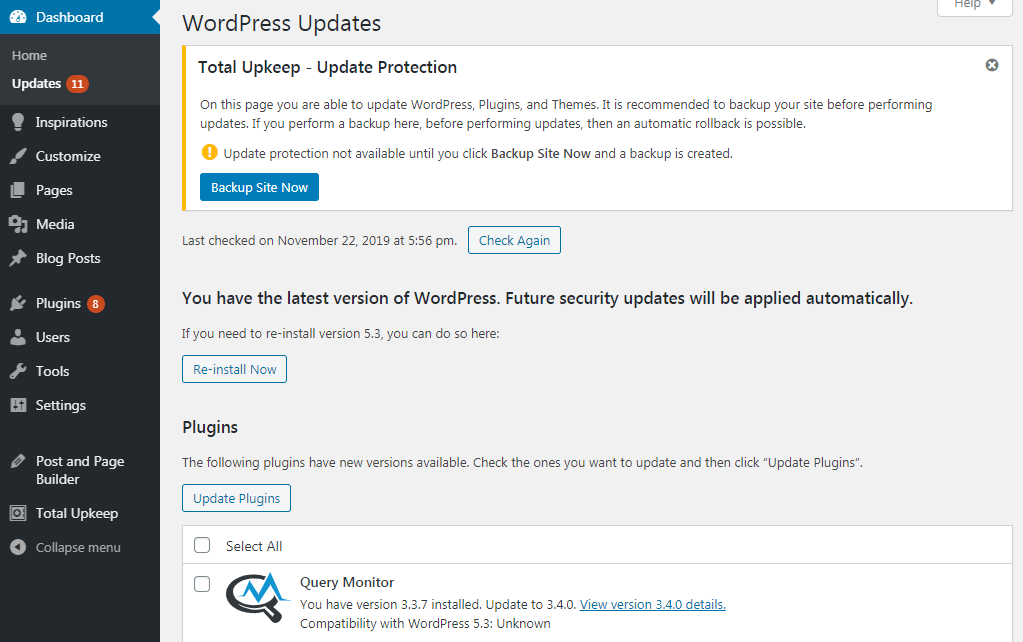 Dashboard
Home
Updates 11
Inspirations
Customize
Pages
Media
Blog Posts
Plugins 8
Users
Tools
Settings
Post and Page
Builder
Total Upkeep
Collapse menu
Help
WordPress Updates
Total Upkeep - Update Protection
On this page you are able to update WordPress, Plugins, and Themes. It is recommended to backup your site before performing
updates. If you perform a backup here, before performing updates, then an automatic rollback is possible.
Update protection not available until you click Backup Site Now and a backup is created.
Backup Site Now
Last checked on November 22, 2019 at 5:56 pm. Check Again
You have the latest version of WordPress. Future security updates will be applied automatically.
If you need to re-install version 5.3, you can do so here:
Re-install Now
Plugins
The following plugins have new versions available. Check the ones you want to update and then click “Update Plugins”.
Update Plugins
Select All
Query Monitor
You have version 3.3.7 installed. Update to 3.4.0. View version 3.4.0 details.
Compatibility with WordPress 5.3: Unknown